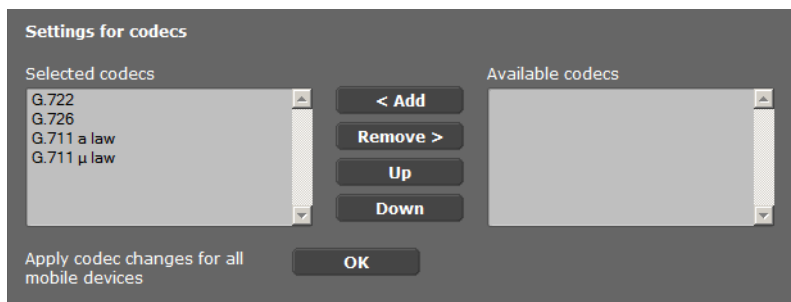 Settings for codecs
Selected codecs
Available codecs
G.722
G.726
G.711 a law
G.711 µ law
< Add
Remove >
Up
Down
Apply codec changes for all
mobile devices
OK